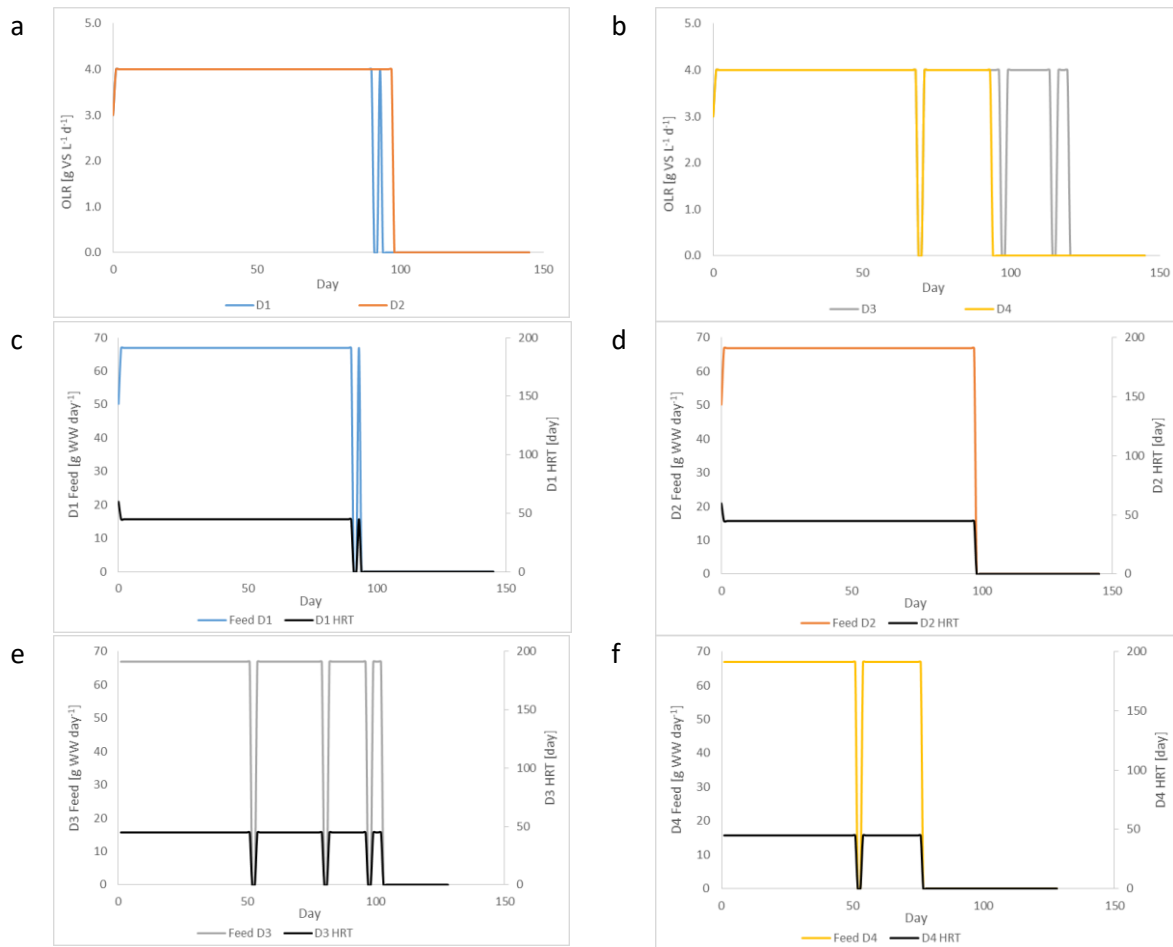 a
5.0
4.0
3.0
2.0
1.0
0.0
OLR [g VS L-1 d-1]
0 50 100 150
Day
D1 D2
b
5.0
4.0
3.0
2.0
1.0
0.0
OLR [g VS L-1 d-1]
0 50 100 150
Day
D3 D4
c
70
60
50
40
30
20
10
0
D1 Feed [g WW day-1]
200
150
100
50
0
D1 HRT [day]
0 50 100 150
Day
Feed D1 D1 HRT
d
70
60
50
40
30
20
10
0
D2 Feed [g WW day-1]
200
150
100
50
0
D2 HRT [day]
0 50 100 150
Day
Feed D2 D2 HRT
e
70
60
50
40
30
20
10
0
D3 Feed [g WW day-1]
200
150
100
50
0
D3 HRT [day]
0 50 100 150
Day
Feed D3 D3 HRT
f
70
60
50
40
30
20
10
0
D4 Feed [g WW day-1]
200
150
100
50
0
D4 HRT [day]
0 50 100 150
Day
Feed D4 D4 HRT